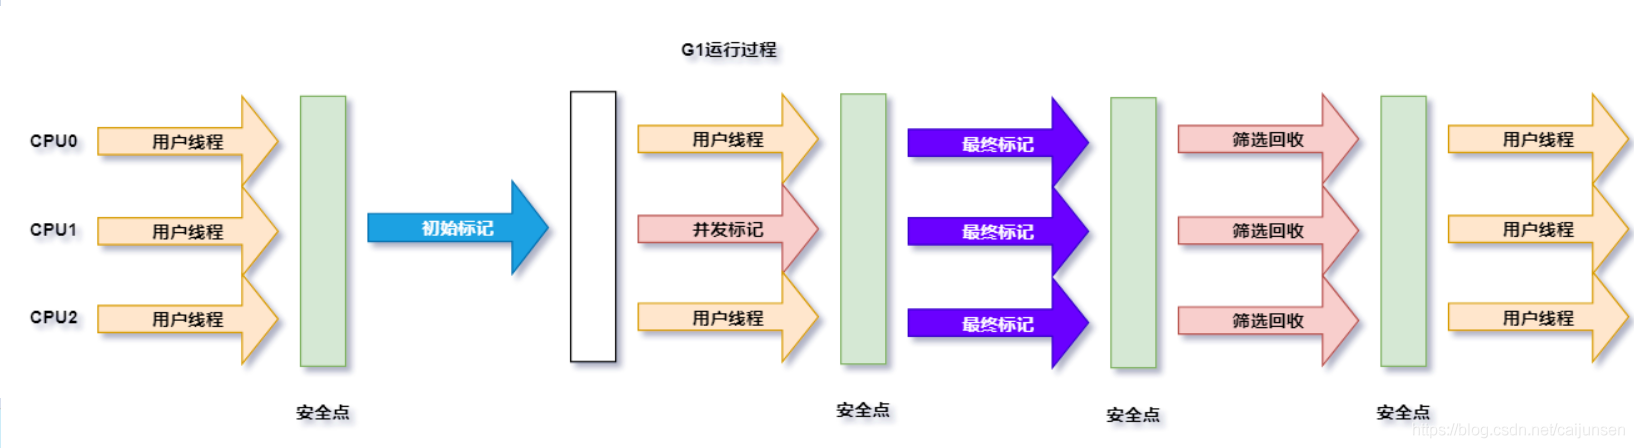 G1运行过程
CPU0 用户线程 用户线程 最终标记 筛选回收 用户线程
CPU1 用户线程 初始标记 并发标记 最终标记 筛选回收 用户线程
CPU2 用户线程 用户线程 最终标记 筛选回收 用户线程
安全点 安全点 安全点 安全点
https://blog.csdn.net/caijunsen